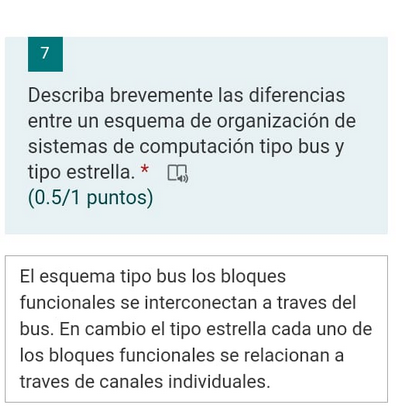 7
Describa brevemente las diferencias
entre un esquema de organización de
sistemas de computación tipo bus y
tipo estrella. *
(0.5/1 puntos)
El esquema tipo bus los bloques
funcionales se interconectan a traves del
bus. En cambio el tipo estrella cada uno de
los bloques funcionales se relacionan a
traves de canales individuales.